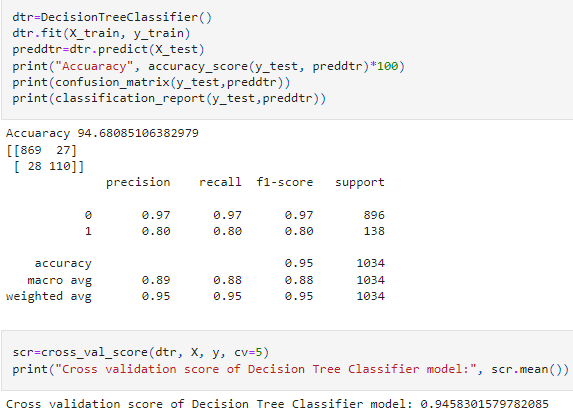 dtr=DecisionTreeClassifier()
dtr.fit(X_train, y_train)
preddtr=dtr.predict(X_test)
print("Accuaracy", accuracy_score(y_test, preddtr)*100)
print(confusion_matrix(y_test,preddtr))
print(classification_report(y_test,preddtr))
Accuaracy 94.68085106382979
[[869  27]
 [ 28 110]]
              precision    recall  f1-score   support
           0       0.97      0.97      0.97       896
           1       0.80      0.80      0.80       138
    accuracy                           0.95      1034
   macro avg       0.89      0.88      0.88      1034
weighted avg       0.95      0.95      0.95      1034
scr=cross_val_score(dtr, X, y, cv=5)
print("Cross validation score of Decision Tree Classifier model:", scr.mean())
Cross validation score of Decision Tree Classifier model: 0.9458301579782085